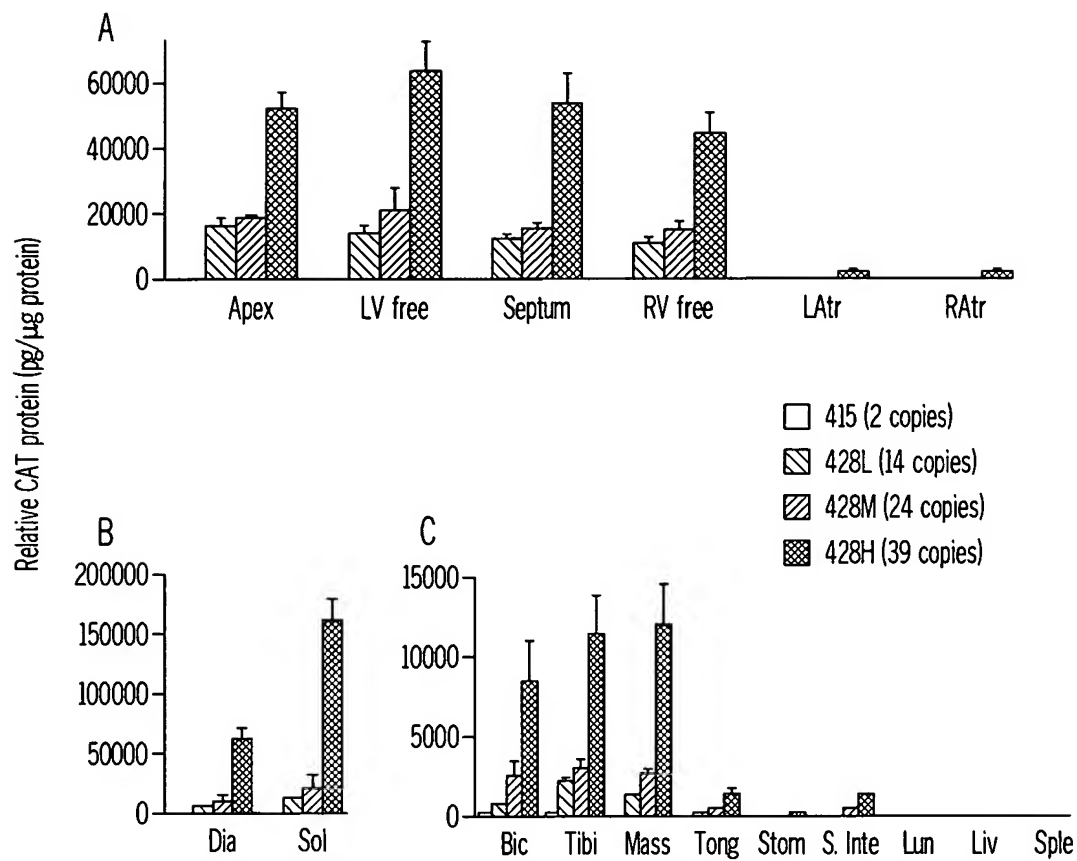 A
Relative CAT protein (pg/µg protein)
60000
40000
20000
0
Apex LV free Septum RV free LAtr RAtr
415 (2 copies)
428L (14 copies)
428M (24 copies)
428H (39 copies)
B
200000
150000
100000
50000
0
Dia Sol
C
15000
10000
5000
0
Bic Tibi Mass Tong Stom S. Inte Lun Liv Sple